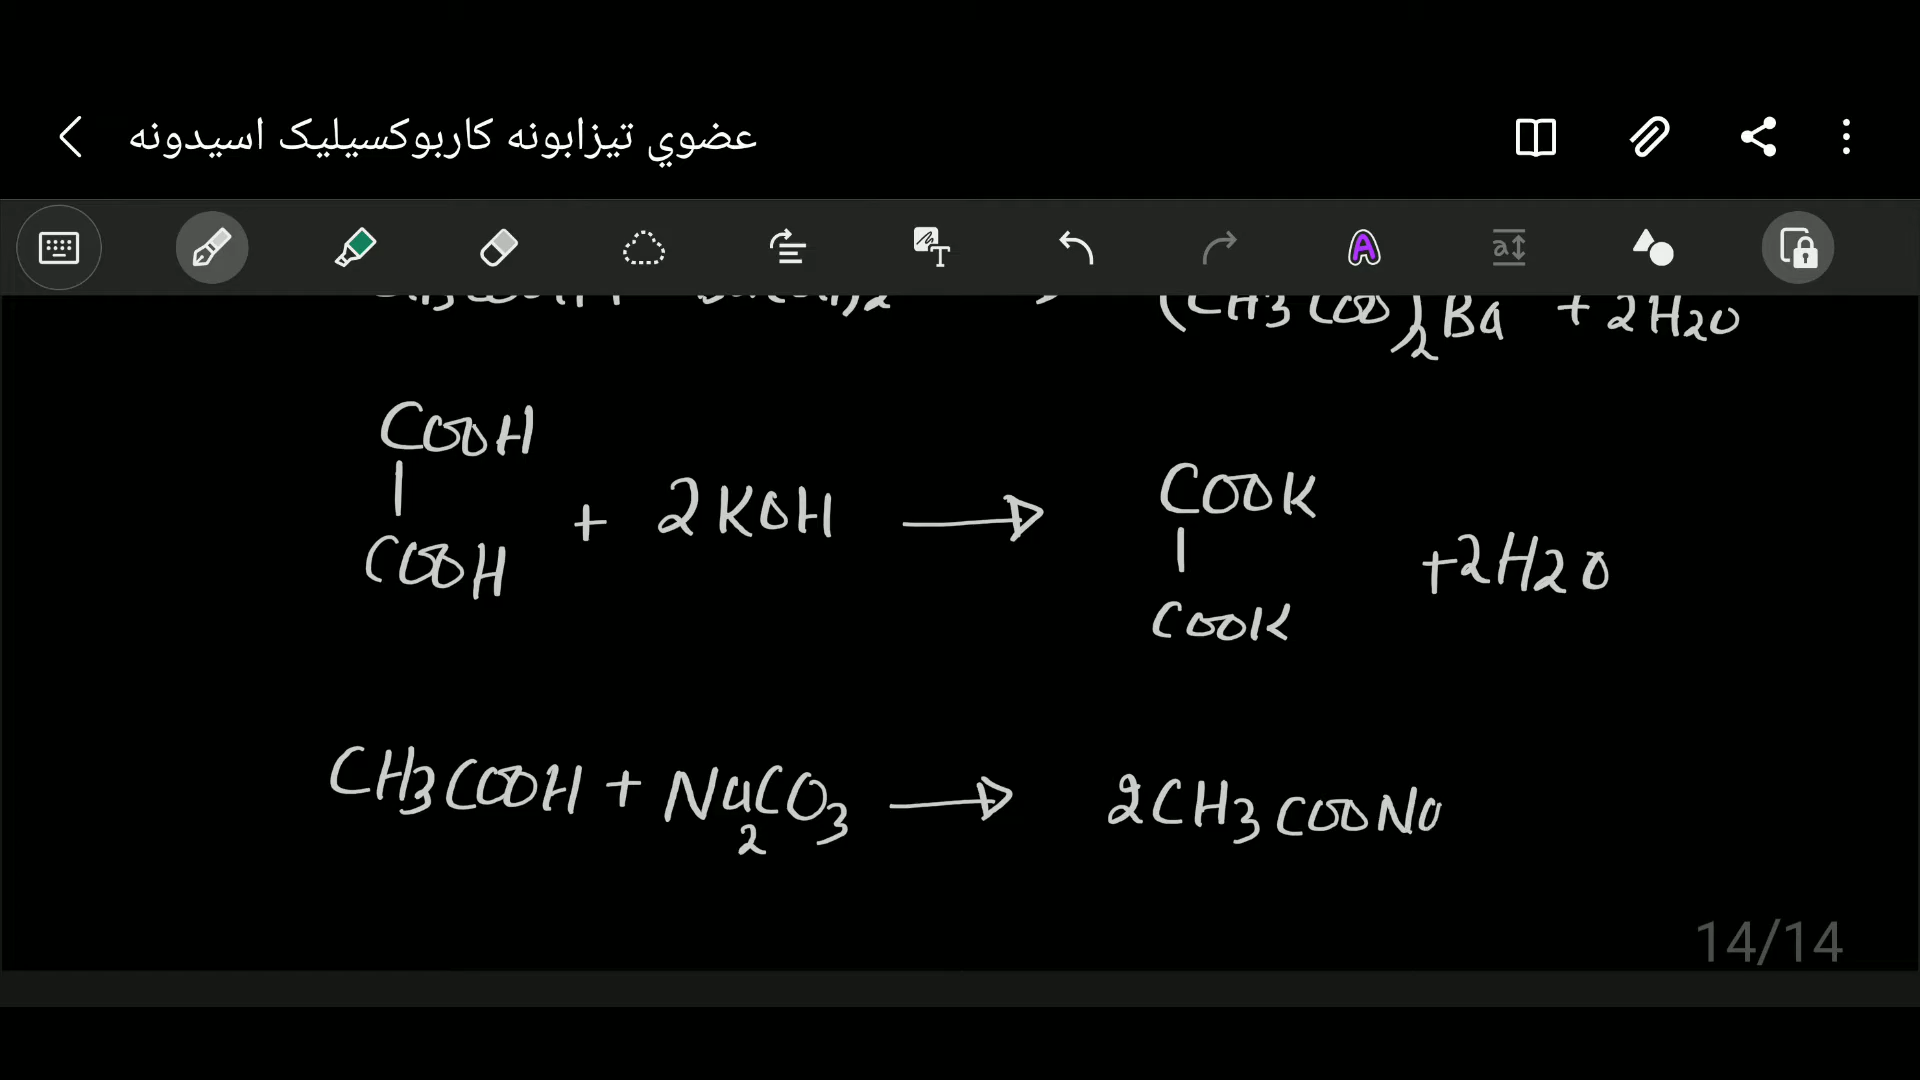 عضوي تیزابونه کاربوکسیلیک اسیدونه
(CH3COO)2Ba + 2H2O
COOH
|
COOH
+ 2KOH →
COOK
|
COOK
+2H2O
CH3COOH + Na2CO3 → 2CH3COONa
14/14